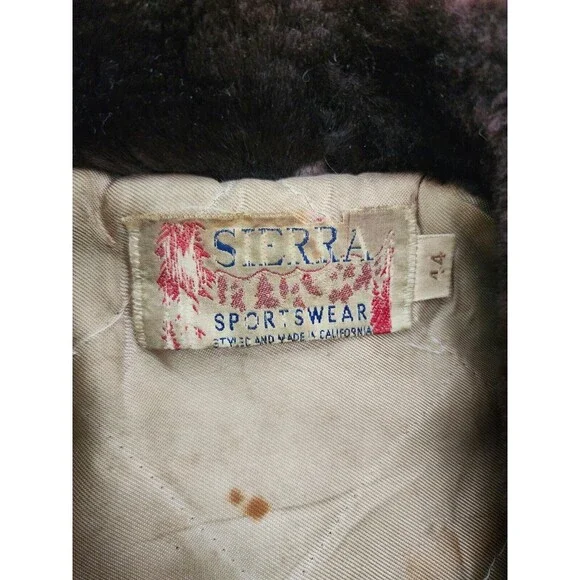 SIERRA
SPORTSWEAR
STYLED AND MADE IN CALIFORNIA
44